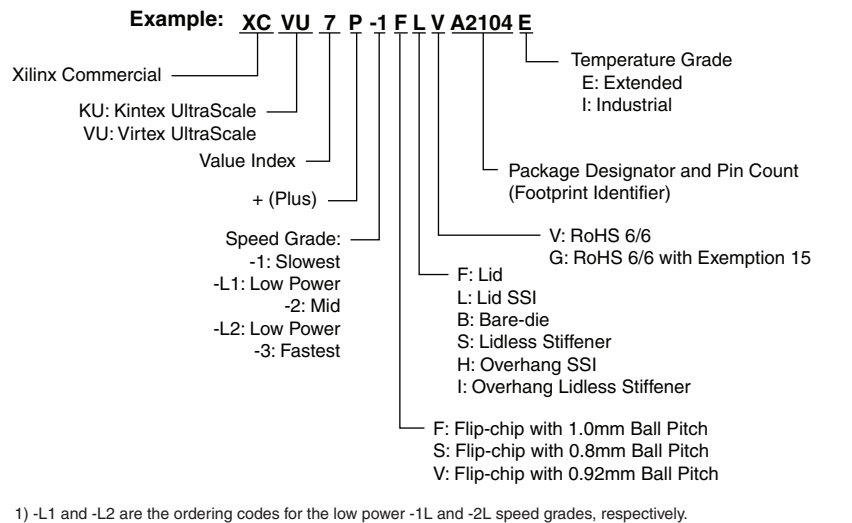 Example: XC VU 7 P -1 F L V A2104 E
Xilinx Commercial
KU: Kintex UltraScale
VU: Virtex UltraScale
Value Index
+ (Plus)
Speed Grade:
-1: Slowest
-L1: Low Power
-2: Mid
-L2: Low Power
-3: Fastest
Temperature Grade
E: Extended
I: Industrial
Package Designator and Pin Count
(Footprint Identifier)
V: RoHS 6/6
G: RoHS 6/6 with Exemption 15
F: Lid
L: Lid SSI
B: Bare-die
S: Lidless Stiffener
H: Overhang SSI
I: Overhang Lidless Stiffener
F: Flip-chip with 1.0mm Ball Pitch
S: Flip-chip with 0.8mm Ball Pitch
V: Flip-chip with 0.92mm Ball Pitch
1) -L1 and -L2 are the ordering codes for the low power -1L and -2L speed grades, respectively.